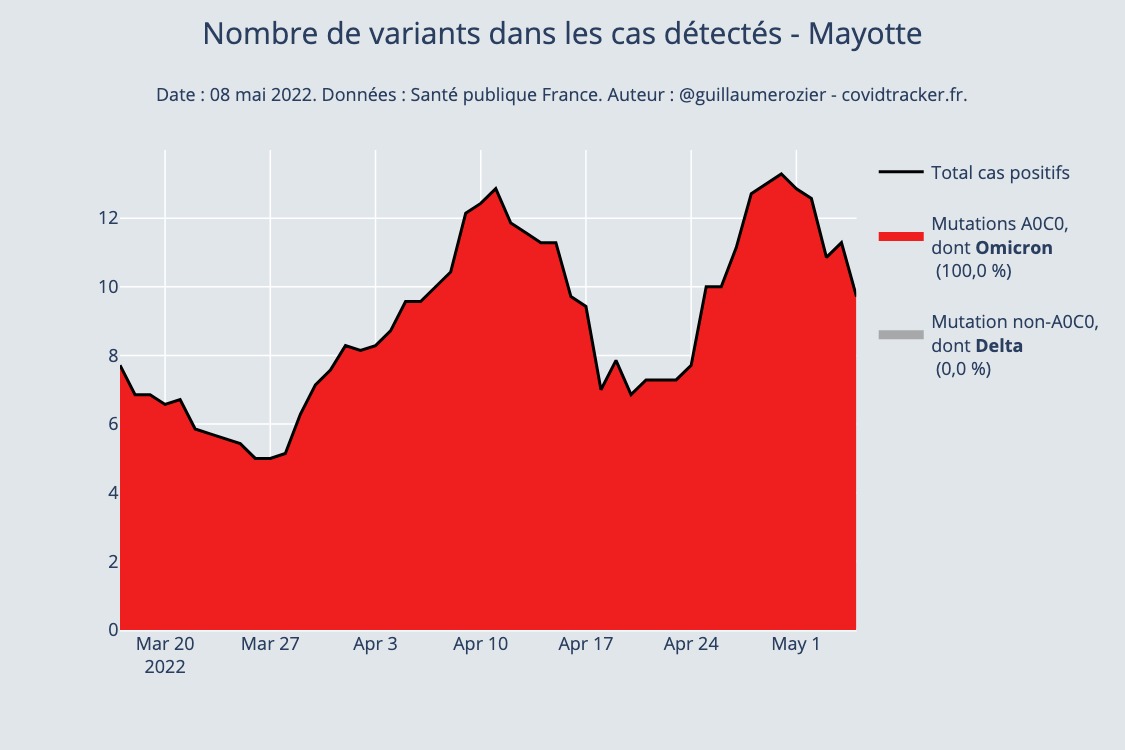 Nombre de variants dans les cas détectés - Mayotte
Date : 08 mai 2022. Données : Santé publique France. Auteur : @guillaumerozier - covidtracker.fr.
Total cas positifs
Mutations A0C0,
dont Omicron
(100,0 %)
Mutation non-A0C0,
dont Delta
(0,0 %)
12
10
8
6
4
2
0
Mar 20
2022
Mar 27
Apr 3
Apr 10
Apr 17
Apr 24
May 1